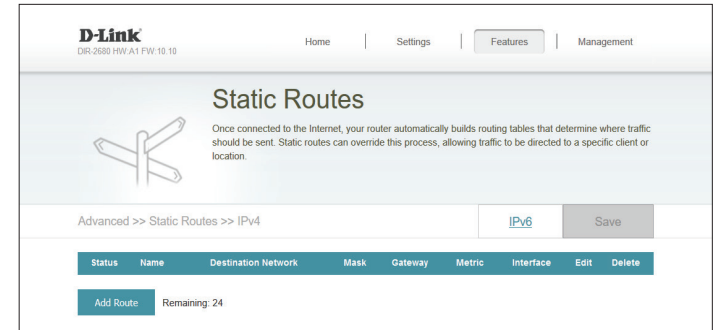 D-Link
DIR-2680 HW:A1 FW:10.10
Home Settings Features Management
Static Routes
Once connected to the Internet, your router automatically builds routing tables that determine where traffic
should be sent. Static routes can override this process, allowing traffic to be directed to a specific client or
location.
Advanced >> Static Routes >> IPv4 IPv6 Save
Status Name Destination Network Mask Gateway Metric Interface Edit Delete
Add Route Remaining: 24